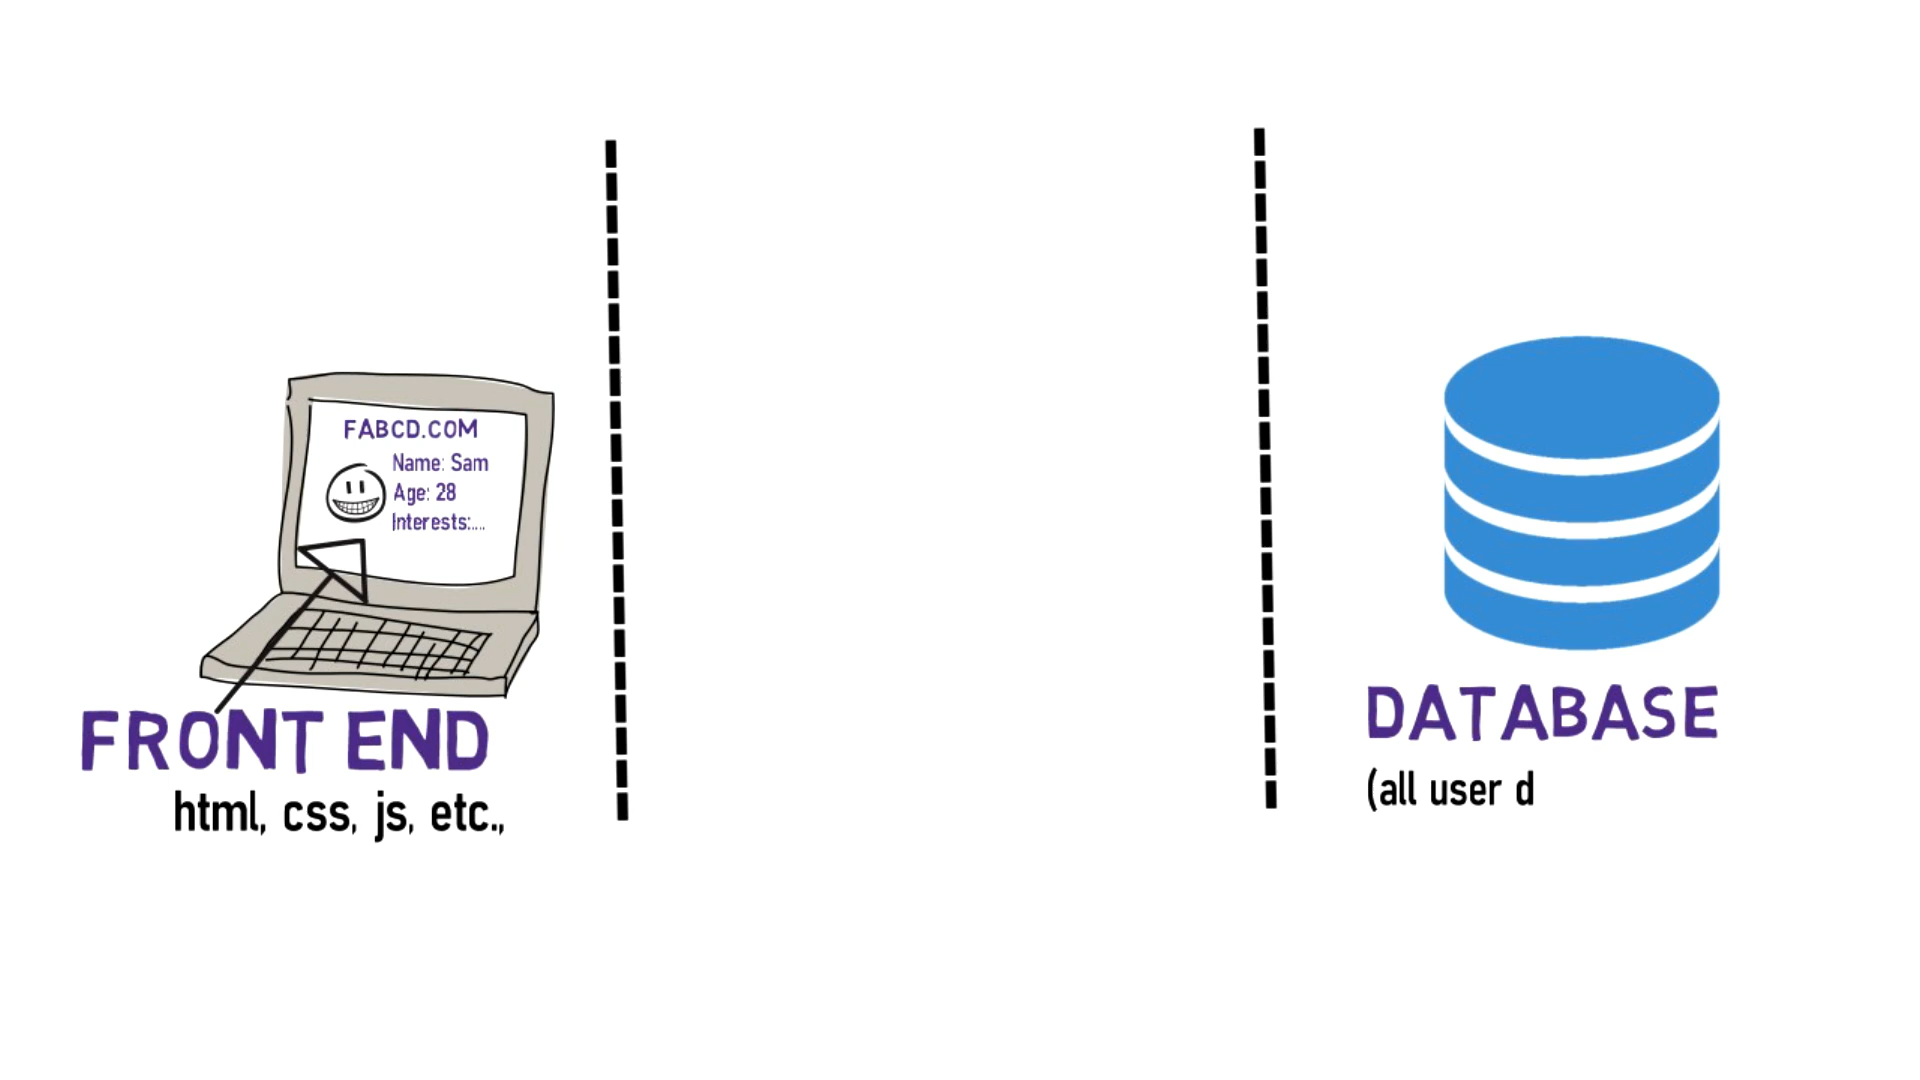 FABCD.COM
Name: Sam
Age: 28
Interests:....
FRONT END
html, css, js, etc.,
DATABASE
(all user d